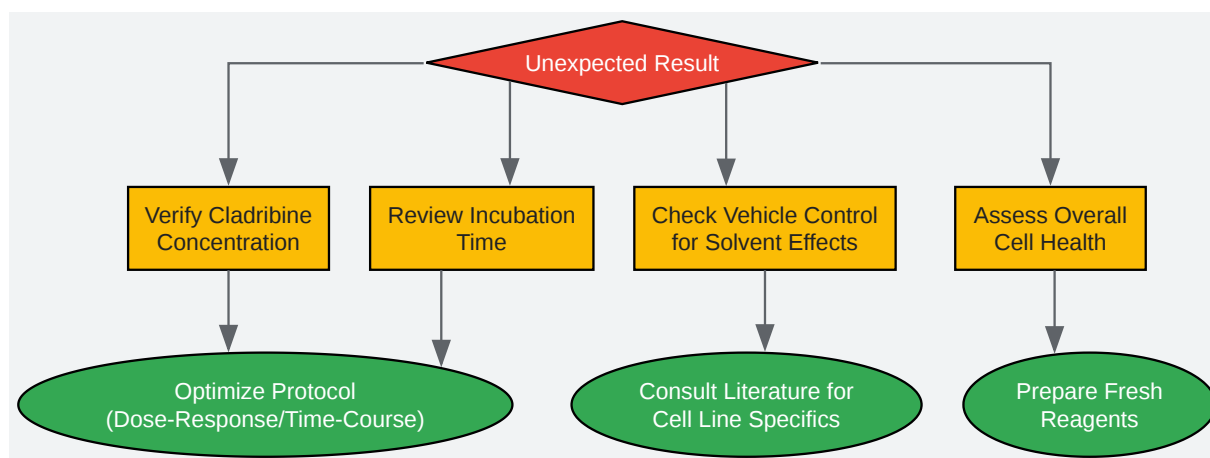 Unexpected Result
Verify Cladribine
Concentration
Review Incubation
Time
Check Vehicle Control
for Solvent Effects
Assess Overall
Cell Health
Optimize Protocol
(Dose-Response/Time-Course)
Consult Literature for
Cell Line Specifics
Prepare Fresh
Reagents